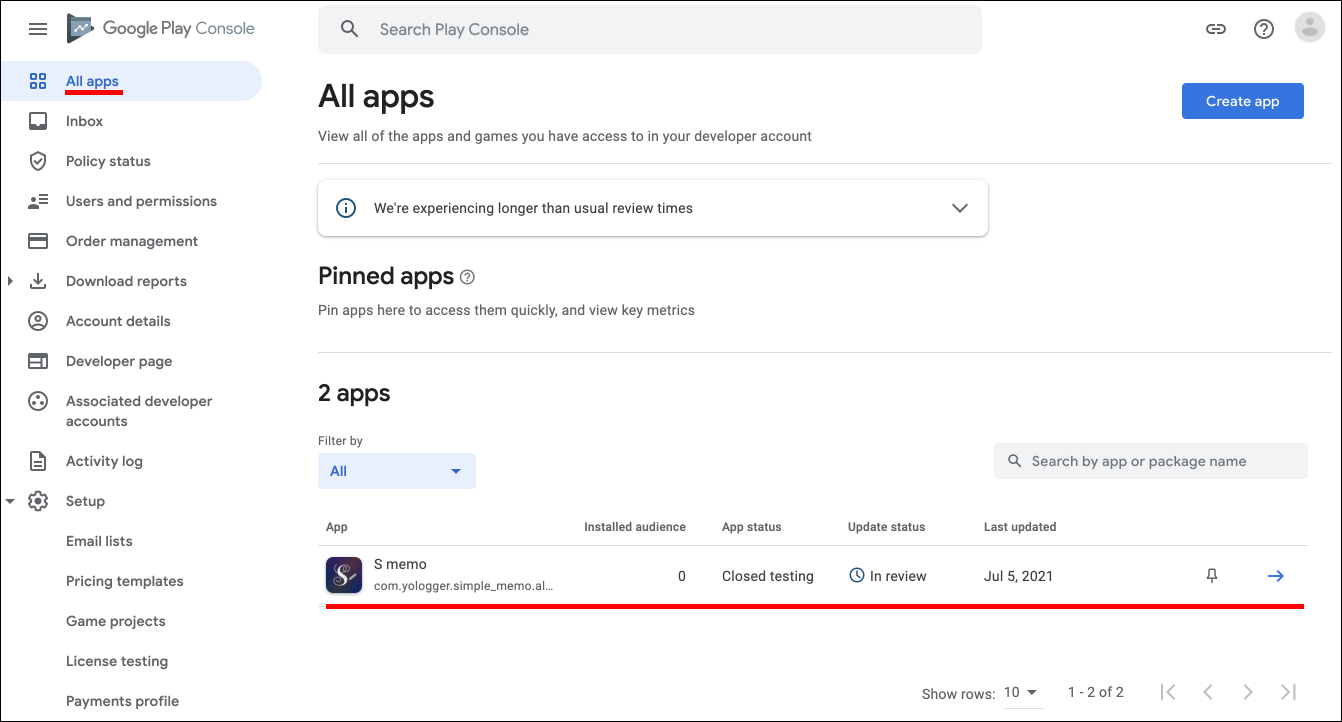 Google Play Console
Search Play Console
All apps
Inbox
Policy status
Users and permissions
Order management
Download reports
Account details
Developer page
Associated developer
accounts
Activity log
Setup
Email lists
Pricing templates
Game projects
License testing
Payments profile
All apps
Create app
View all of the apps and games you have access to in your developer account
We're experiencing longer than usual review times
Pinned apps
Pin apps here to access them quickly, and view key metrics
2 apps
Filter by
All
Search by app or package name
App Installed audience App status Update status Last updated
S memo
com.yologger.simple_memo.al...
0 Closed testing In review Jul 5, 2021
Show rows: 10 1 - 2 of 2